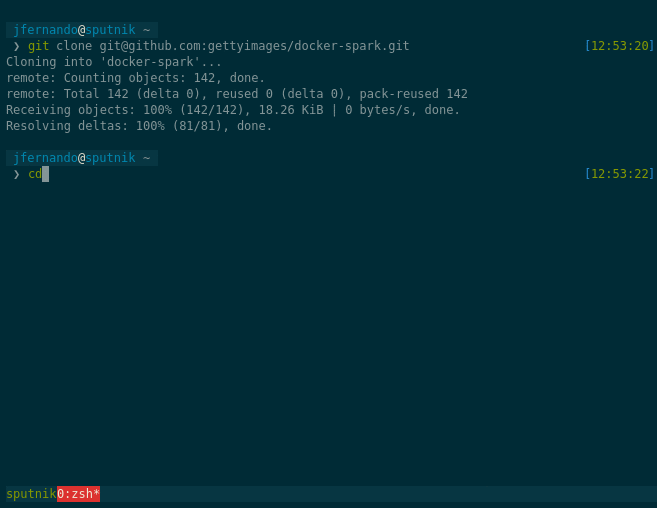 jfernando@sputnik ~
❯ git clone git@github.com:gettyimages/docker-spark.git [12:53:20]
Cloning into 'docker-spark'...
remote: Counting objects: 142, done.
remote: Total 142 (delta 0), reused 0 (delta 0), pack-reused 142
Receiving objects: 100% (142/142), 18.26 KiB | 0 bytes/s, done.
Resolving deltas: 100% (81/81), done.
jfernando@sputnik ~
❯ cd [12:53:22]
sputnik0:zsh*